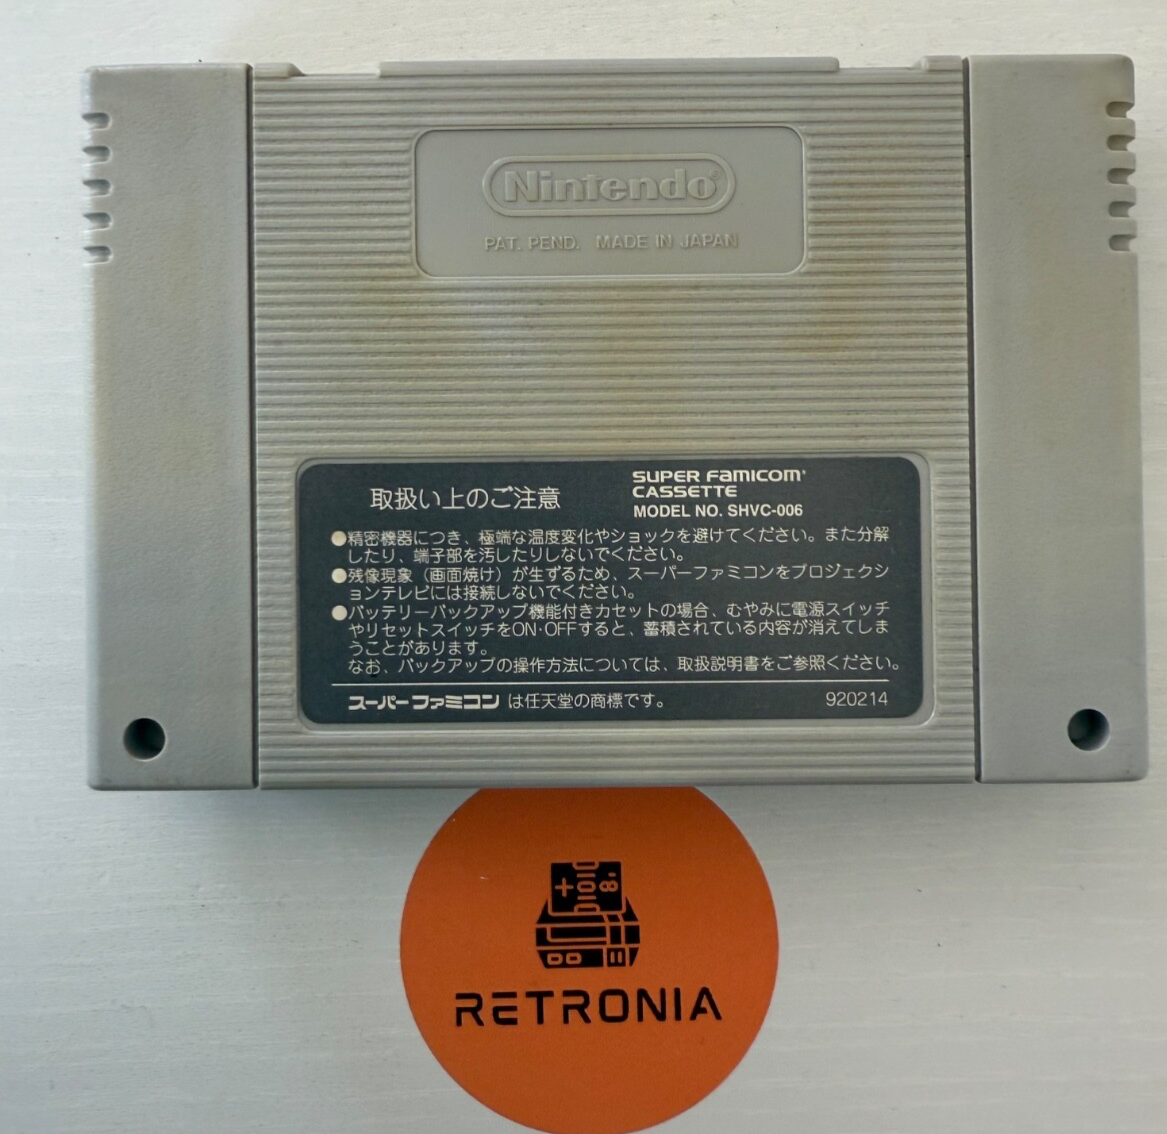 Nintendo®
PAT. PEND. MADE IN JAPAN
取扱い上のご注意
SUPER FAMICOM®
CASSETTE
MODEL NO. SHVC-006
●精密機器につき、極端な温度変化やショックを避けてください。また分解
したり、端子部を汚したりしないでください。
●残像現象（画面焼け）が生ずるため、スーパーファミコンをプロジェクシ
ョンテレビには接続しないでください。
●バッテリーバックアップ機能付きカセットの場合、むやみに電源スイッチ
やリセットスイッチをON･OFFすると、蓄積されている内容が消えてしま
うことがあります。
なお、バックアップの操作方法については、取扱説明書をご参照ください。
スーパーファミコン は任天堂の商標です。
920214
RETRONIA